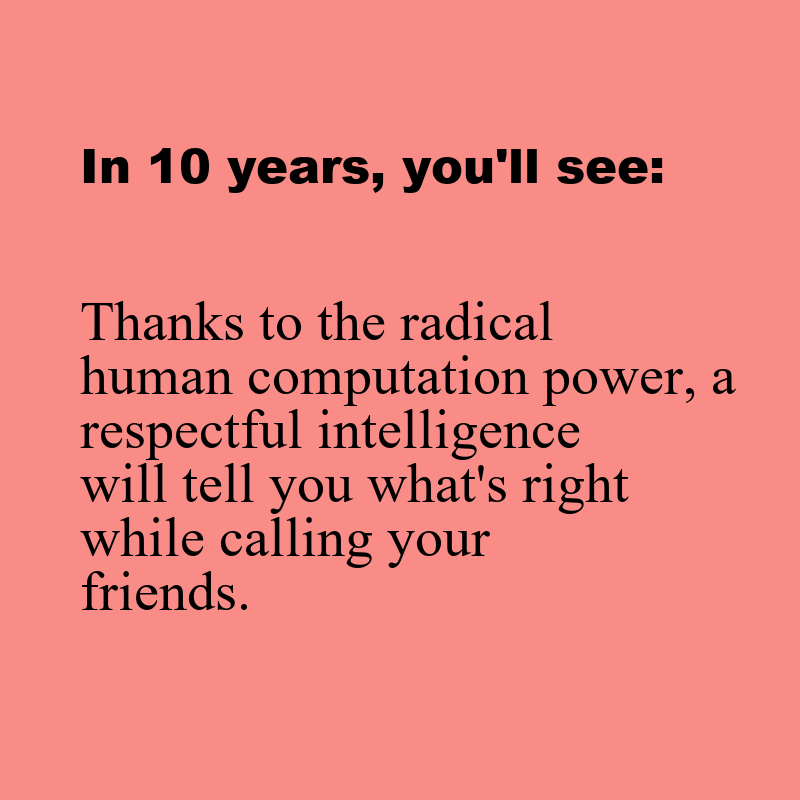 In 10 years, you'll see:
Thanks to the radical
human computation power, a
respectful intelligence
will tell you what's right
while calling your
friends.